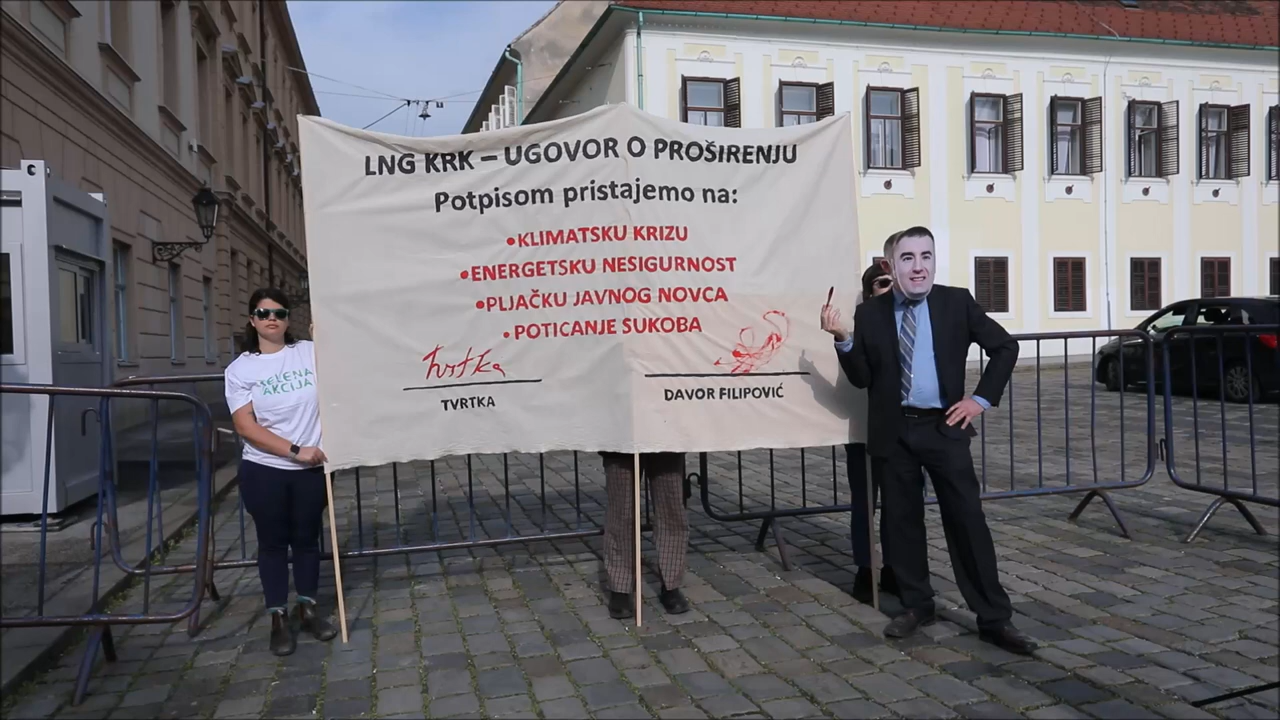 LNG KRK – UGOVOR O PROŠIRENJU
Potpisom pristajemo na:
•KLIMATSKU KRIZU
•ENERGETSKU NESIGURNOST
•PLJAČKU JAVNOG NOVCA
•POTICANJE SUKOBA
Tvrtka
TVRTKA
DAVOR FILIPOVIĆ
ZELENA
AKCIJA